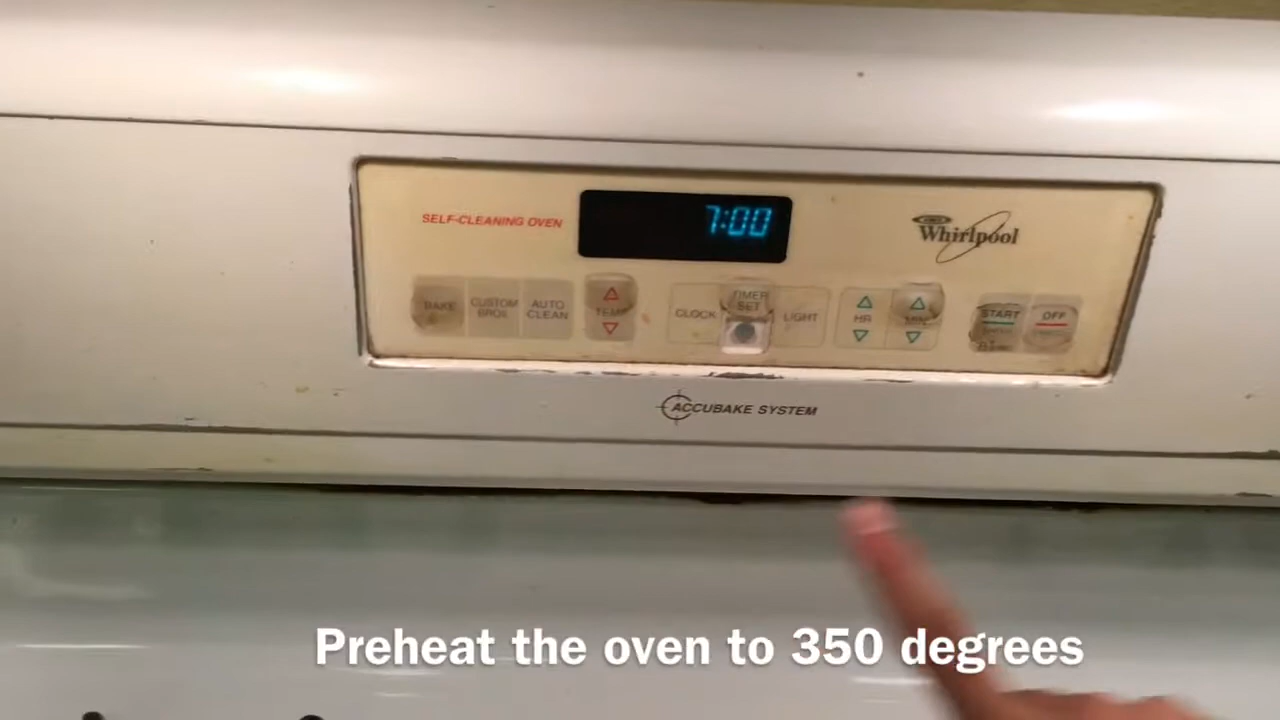 SELF-CLEANING OVEN
7:00
Whirlpool
BAKE
CUSTOM BROIL
AUTO CLEAN
TEMP
CLOCK
TIMER SET
LIGHT
HR
MIN
START
OFF
ACCUBAKE SYSTEM
Preheat the oven to 350 degrees